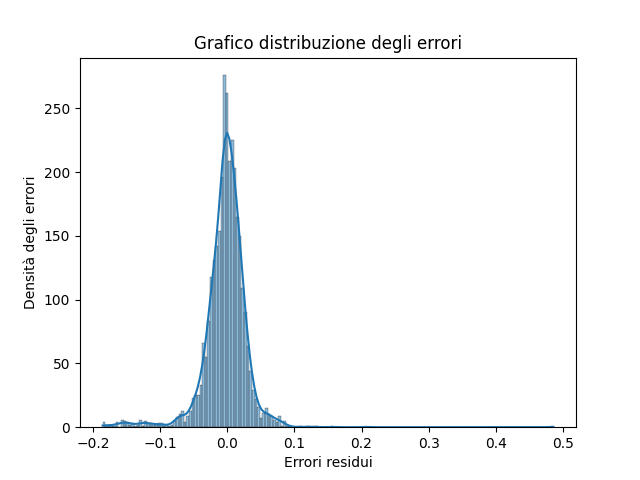 Grafico distribuzione degli errori
Densità degli errori
250
200
150
100
50
0
−0.2 −0.1 0.0 0.1 0.2 0.3 0.4 0.5
Errori residui